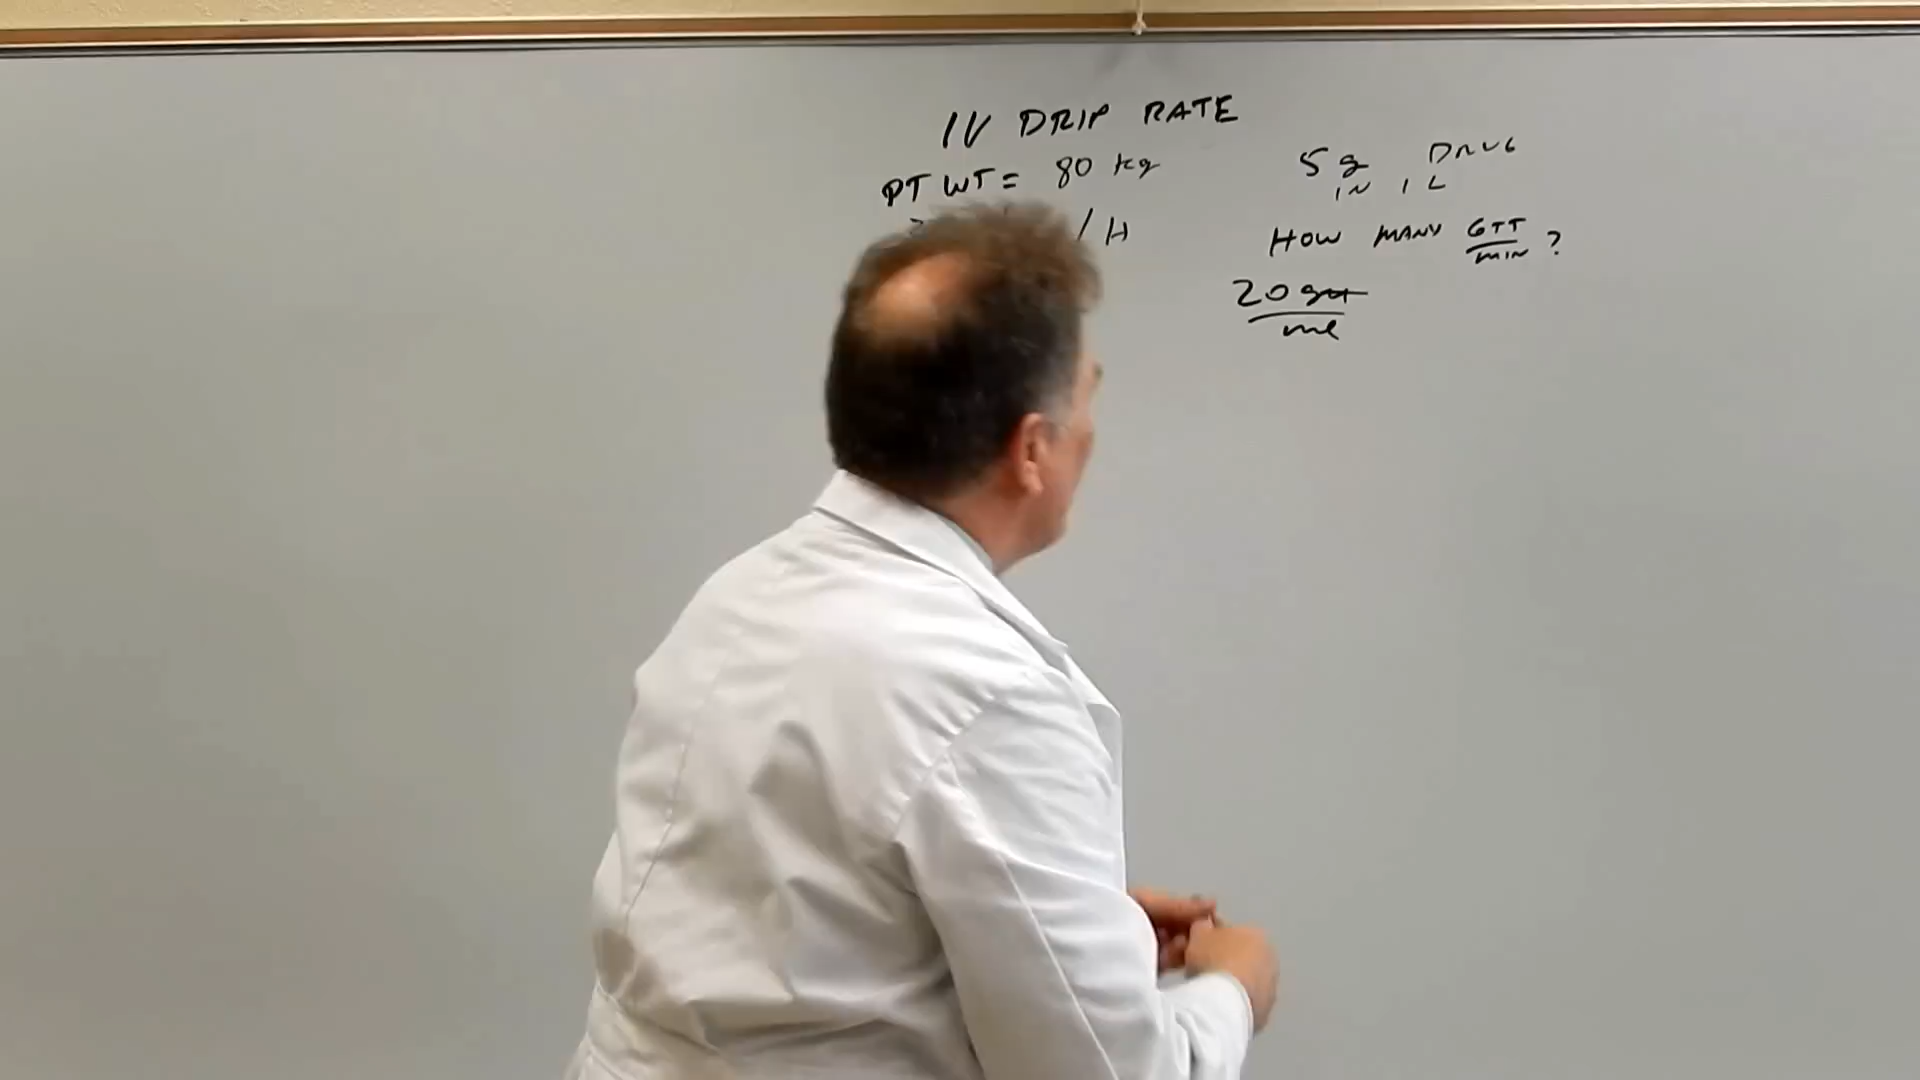 IV DRIP RATE
PT WT = 80 kg
/ H
5 g DRUG
IN 1 L
HOW MANY GTT
MIN ?
20 gtt
ml